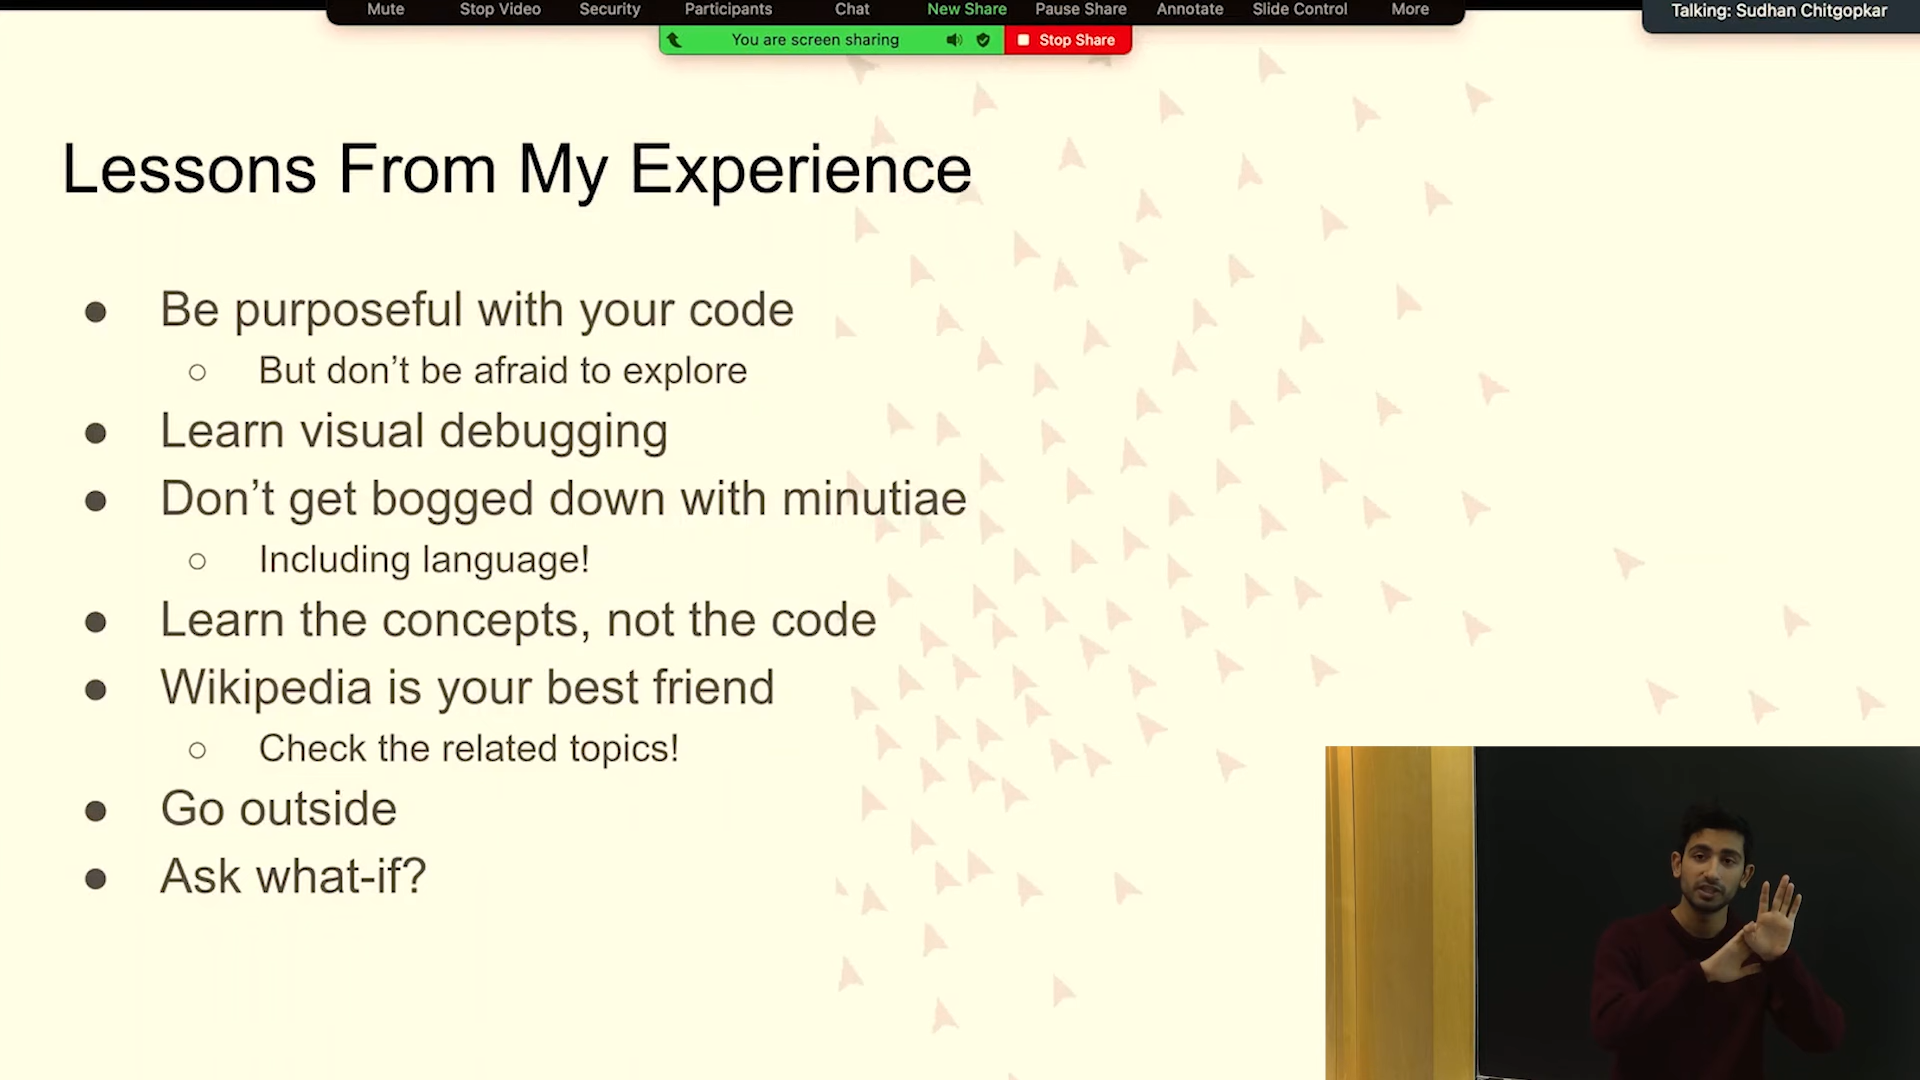 Mute Stop Video Security Participants Chat New Share Pause Share Annotate Slide Control More
Talking: Sudhan Chitgopkar
You are screen sharing Stop Share
Lessons From My Experience
● Be purposeful with your code
○ But don’t be afraid to explore
● Learn visual debugging
● Don’t get bogged down with minutiae
○ Including language!
● Learn the concepts, not the code
● Wikipedia is your best friend
○ Check the related topics!
● Go outside
● Ask what-if?